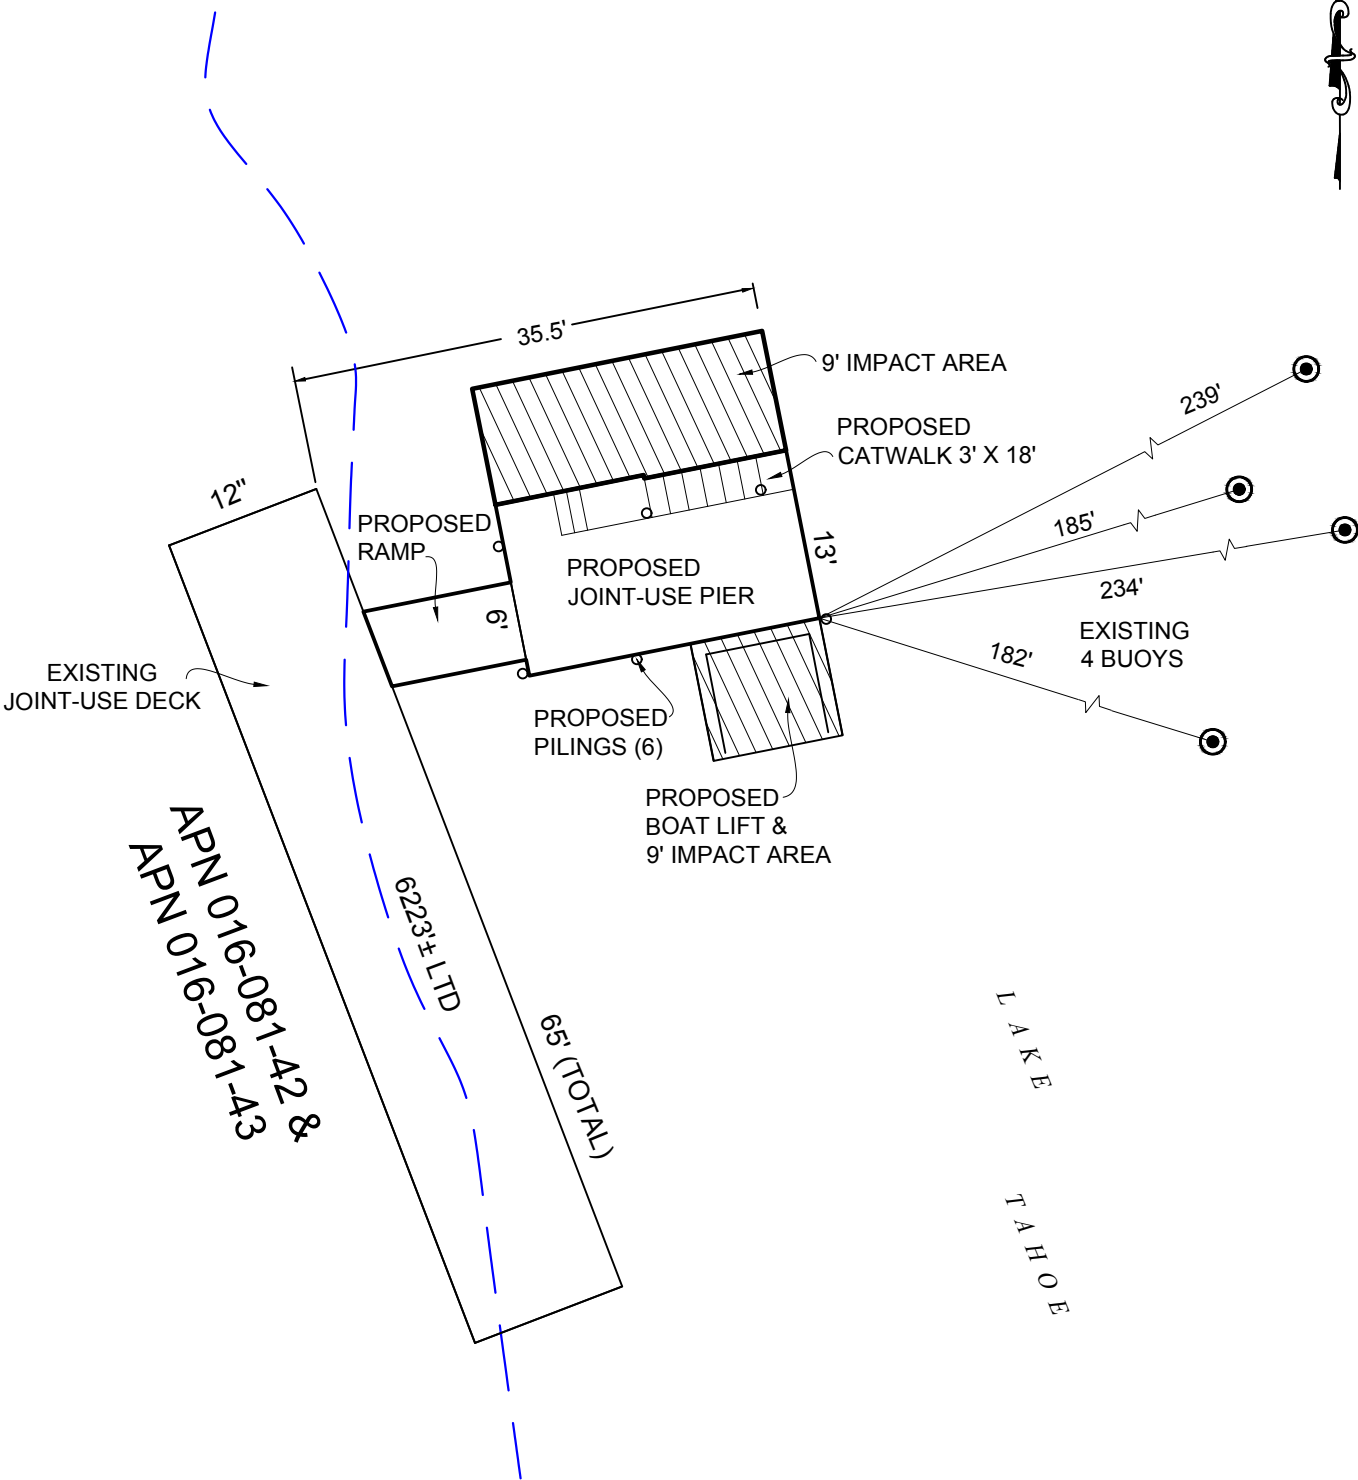 35.5'
9' IMPACT AREA
239'
PROPOSED
CATWALK 3' X 18'
12"
PROPOSED
RAMP
185'
13'
PROPOSED
JOINT-USE PIER
234'
6'
EXISTING
4 BUOYS
182'
EXISTING
JOINT-USE DECK
PROPOSED
PILINGS (6)
PROPOSED
BOAT LIFT &
9' IMPACT AREA
APN 016-081-42 &
APN 016-081-43
6223'± LTD
65' (TOTAL)
LAKE
TAHOE